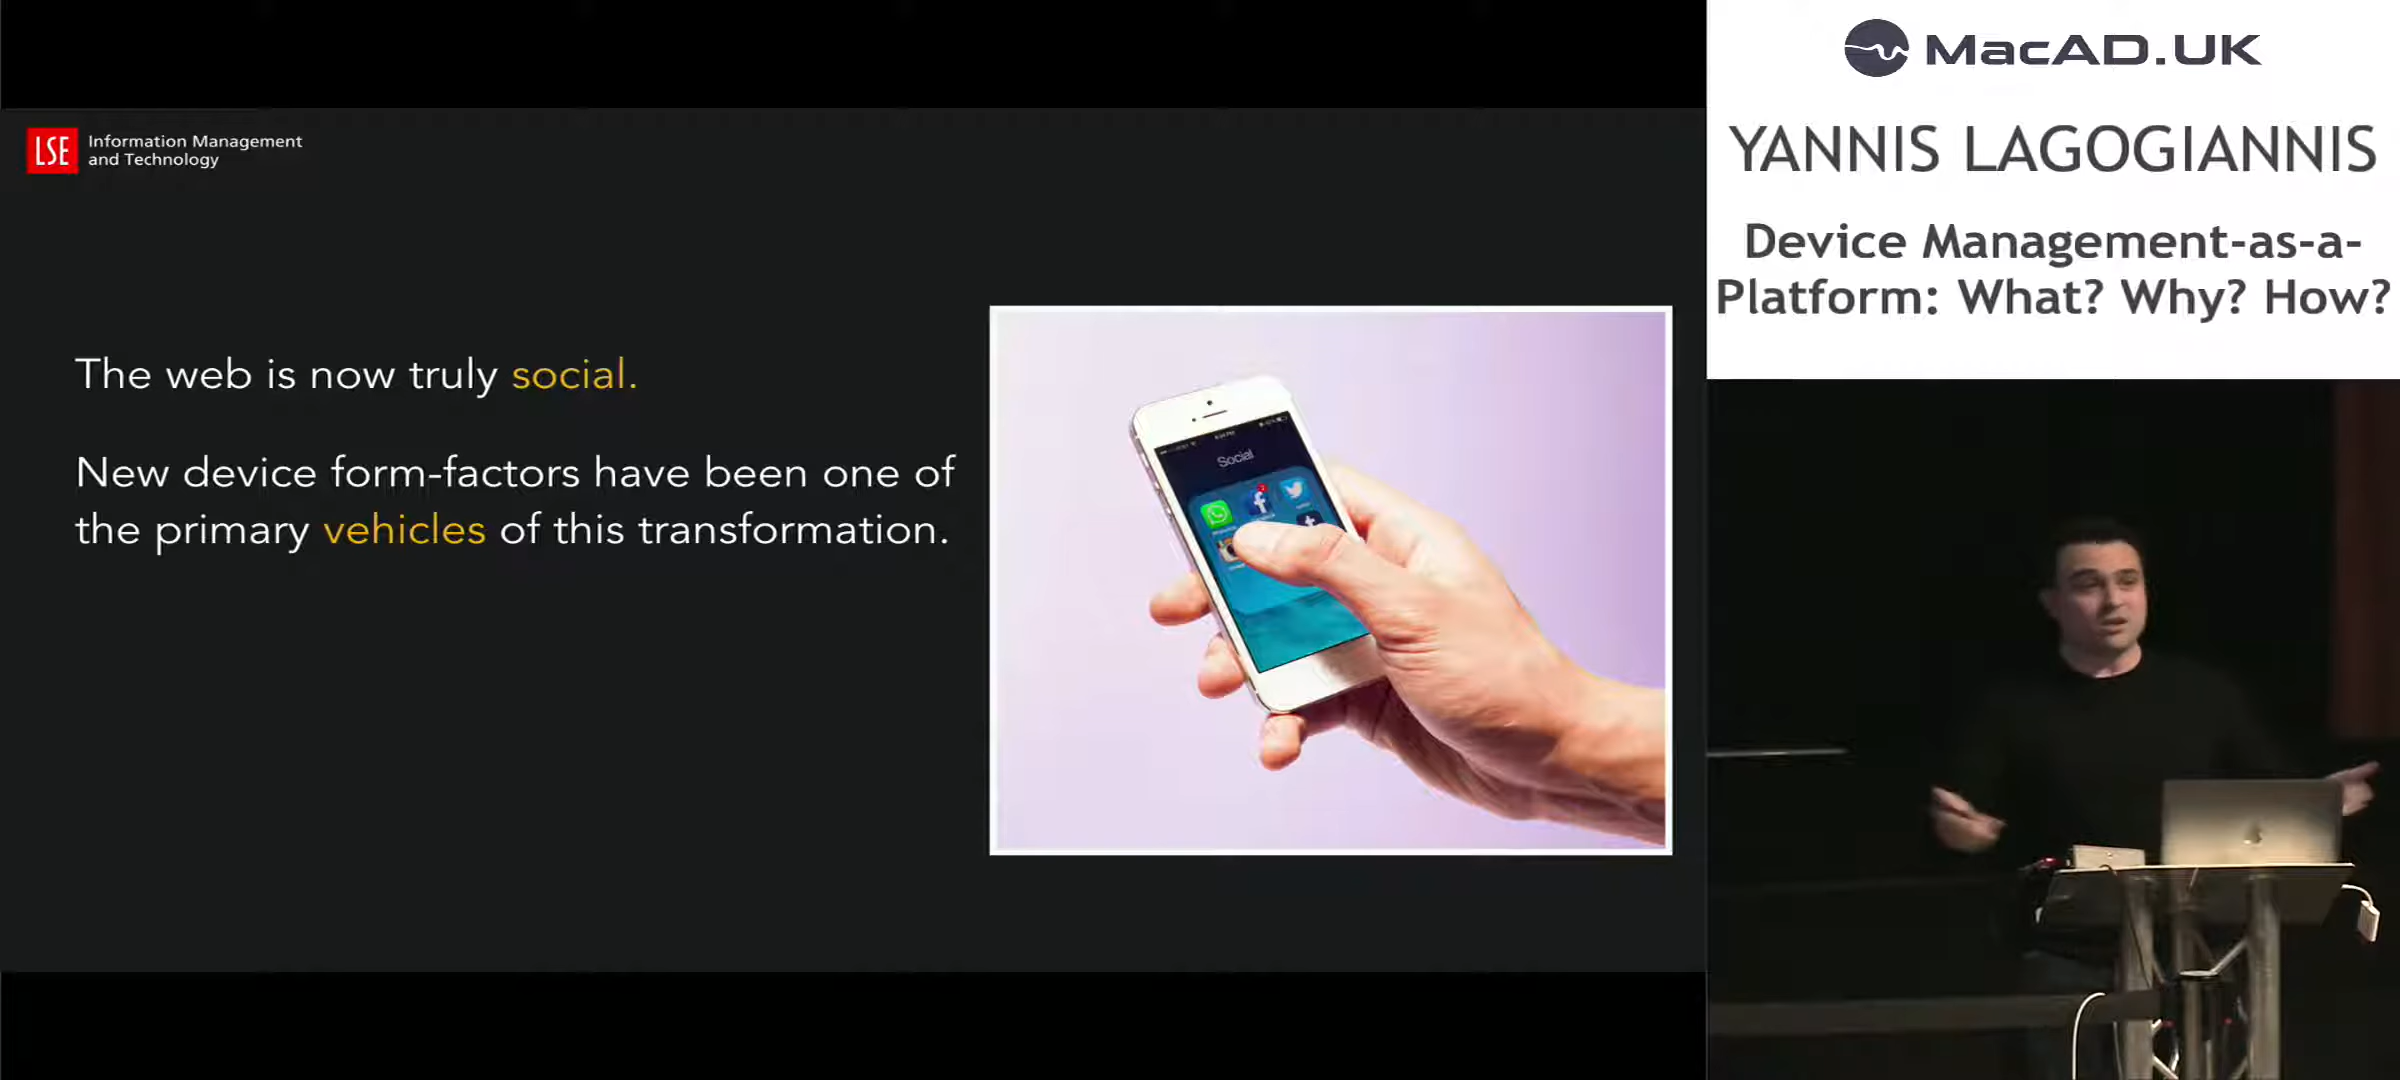 LSE
Information Management
and Technology
The web is now truly social.
New device form-factors have been one of
the primary vehicles of this transformation.
Social
MacAD.UK
YANNIS LAGOGIANNIS
Device Management-as-a-
Platform: What? Why? How?